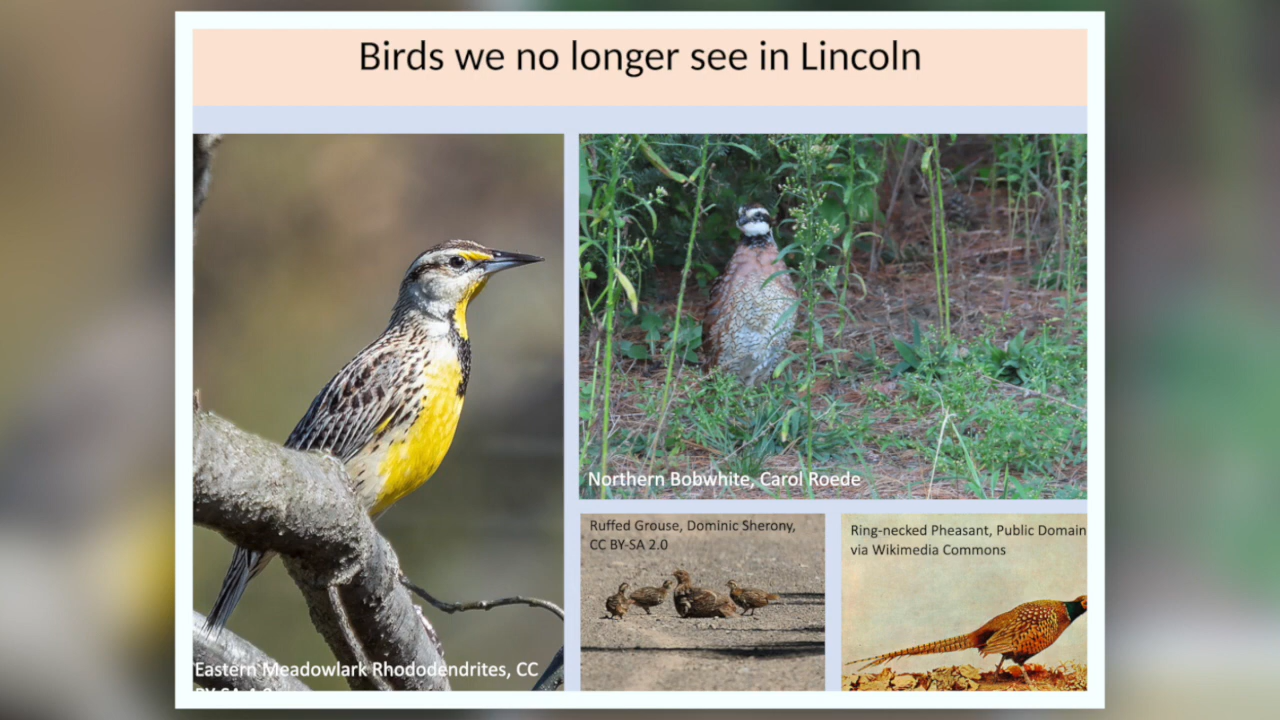 Birds we no longer see in Lincoln
Eastern Meadowlark Rhododendrites, CC
Northern Bobwhite, Carol Roede
Ruffed Grouse, Dominic Sherony,
CC BY-SA 2.0
Ring-necked Pheasant, Public Domain
via Wikimedia Commons